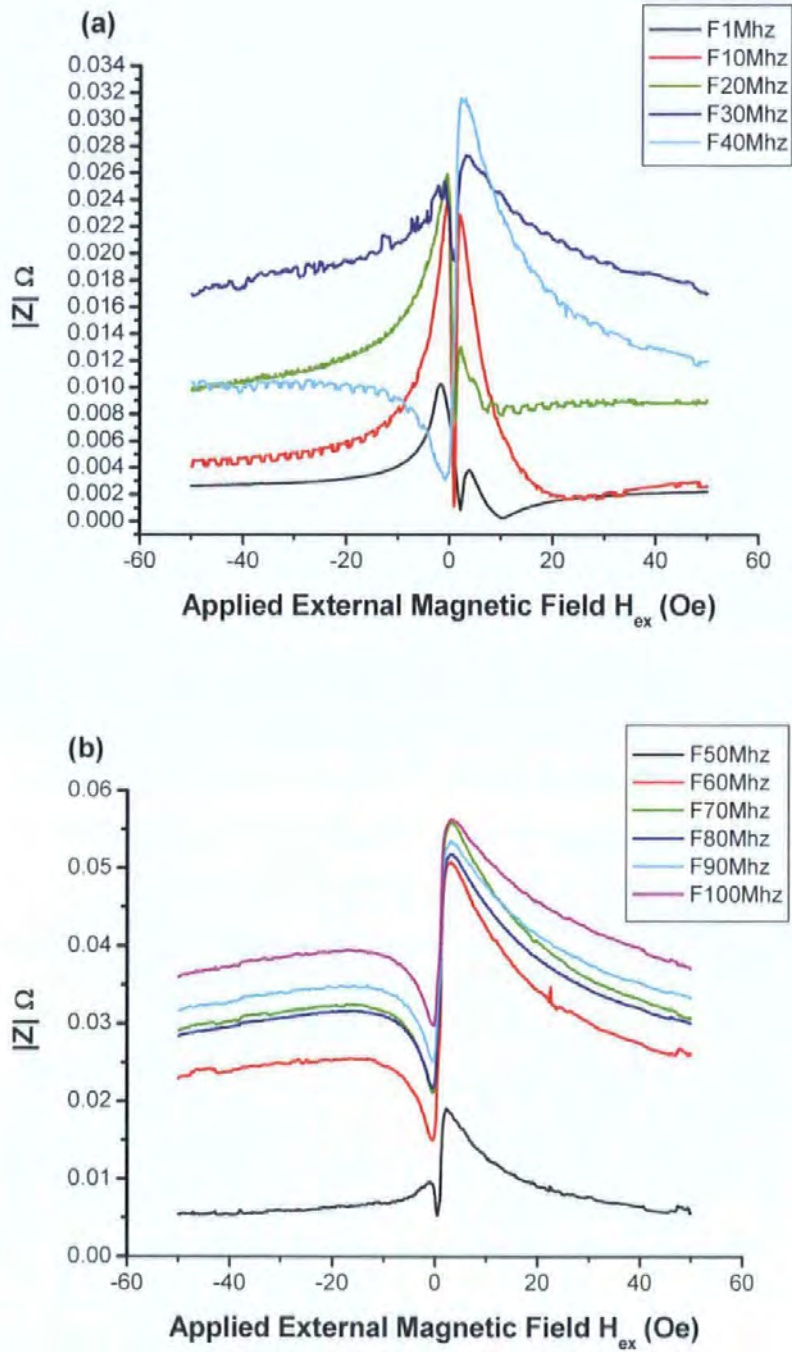 (a)
F1Mhz
F10Mhz
F20Mhz
F30Mhz
F40Mhz
0.034
0.032
0.030
0.028
0.026
0.024
0.022
0.020
0.018
0.016
0.014
0.012
0.010
0.008
0.006
0.004
0.002
0.000
|Z| Ω
-60 -40 -20 0 20 40 60
Applied External Magnetic Field Hex (Oe)
(b)
F50Mhz
F60Mhz
F70Mhz
F80Mhz
F90Mhz
F100Mhz
0.06
0.05
0.04
0.03
0.02
0.01
0.00
|Z| Ω
-60 -40 -20 0 20 40 60
Applied External Magnetic Field Hex (Oe)